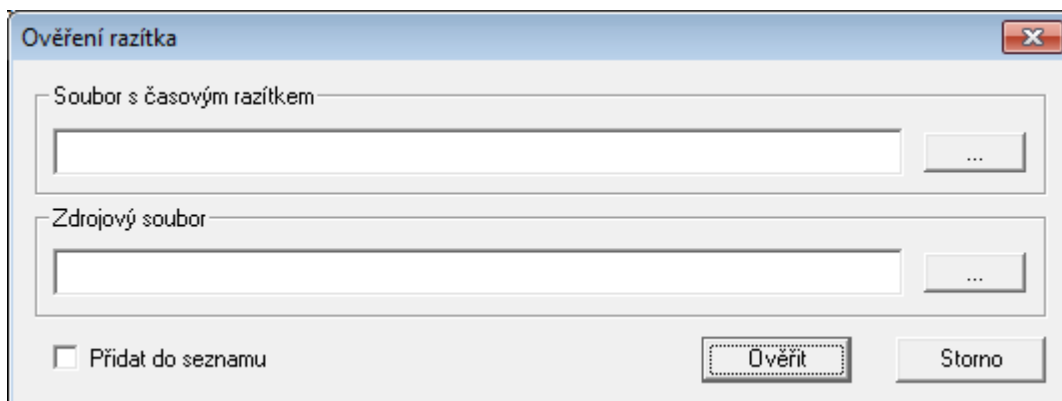 Ověření razítka
Soubor s časovým razítkem
...
Zdrojový soubor
...
Přidat do seznamu
Ověřit
Storno